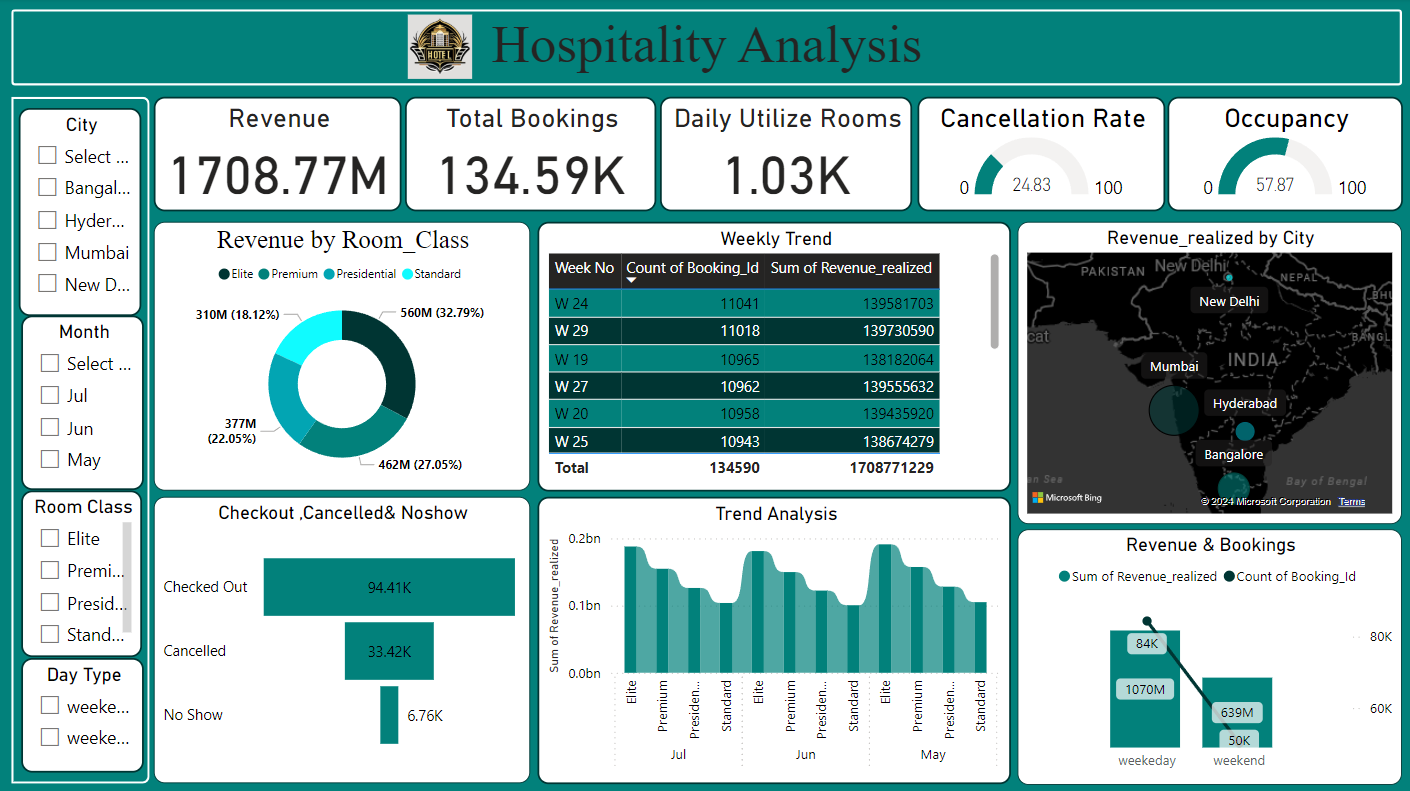 HOTEL
Hospitality Analysis
City
Select ...
Bangal...
Hyder...
Mumbai
New D...
Month
Select ...
Jul
Jun
May
Room Class
Elite
Premi...
Presid...
Stand...
Day Type
weeke...
weeke...
Revenue
1708.77M
Total Bookings
134.59K
Daily Utilize Rooms
1.03K
Cancellation Rate
0 24.83 100
Occupancy
0 57.87 100
Revenue by Room_Class
Elite Premium Presidential Standard
310M (18.12%)
560M (32.79%)
377M
(22.05%)
462M (27.05%)
Weekly Trend
Week No Count of Booking_Id Sum of Revenue_realized
W 24 11041 139581703
W 29 11018 139730590
W 19 10965 138182064
W 27 10962 139555632
W 20 10958 139435920
W 25 10943 138674279
Total 134590 1708771229
Revenue_realized by City
PAKISTAN New Delhi NEPAL
BHU
New Delhi
cat
BANGL
INDIA
Mumbai
Hyderabad
Bangalore
an Sea
Bay of Bengal
Microsoft Bing
© 2024 Microsoft Corporation Terms
Checkout ,Cancelled& Noshow
Checked Out 94.41K
Cancelled 33.42K
No Show 6.76K
Trend Analysis
Sum of Revenue_realized
0.2bn
0.1bn
0.0bn
Elite Premium Presiden... Standard Elite Premium Presiden... Standard Elite Premium Presiden... Standard
Jul Jun May
Revenue & Bookings
Sum of Revenue_realized Count of Booking_Id
80K
84K
1070M
60K
639M
50K
weekeday weekend